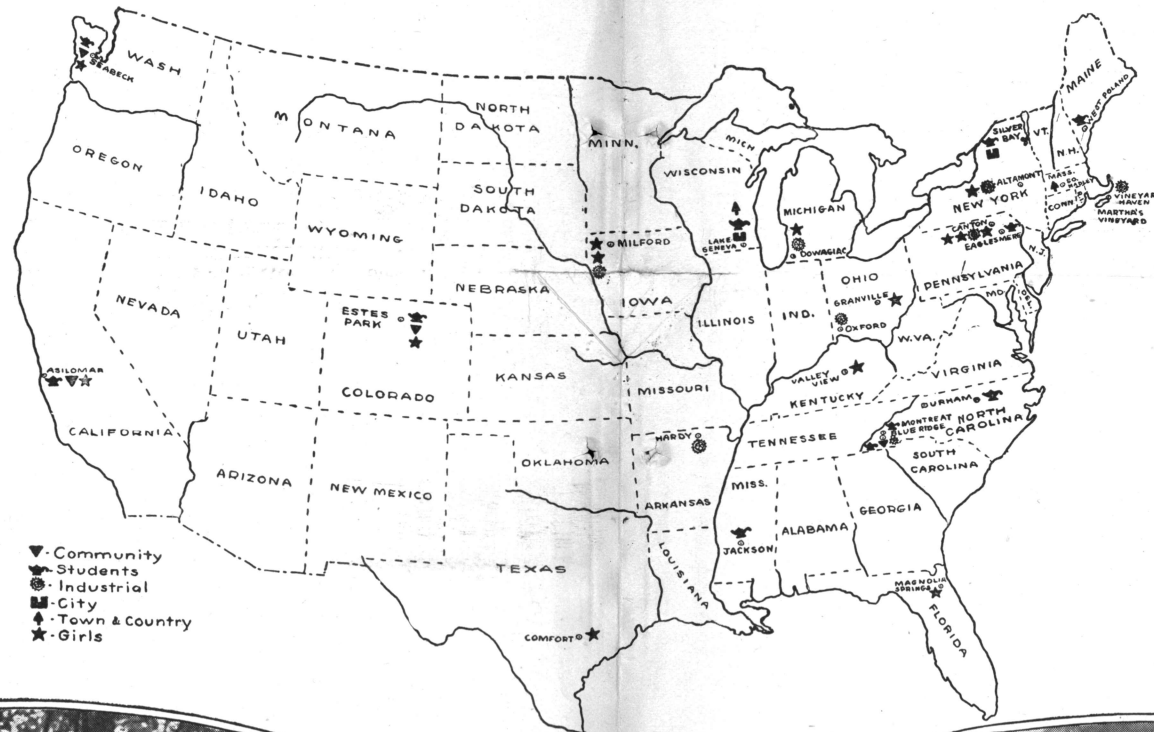 WASH
SEABECK
OREGON
IDAHO
MONTANA
NORTH
DAKOTA
SOUTH
DAKOTA
WYOMING
NEBRASKA
NEVADA
UTAH
ESTES
PARK
COLORADO
KANSAS
ASILOMAR
CALIFORNIA
ARIZONA
NEW MEXICO
OKLAHOMA
TEXAS
COMFORT
MINN.
MILFORD
IOWA
MISSOURI
HARDY
ARKANSAS
LOUISIANA
WISCONSIN
LAKE
GENEVA
ILLINOIS
MICH
MICHIGAN
DOWAGIAC
IND.
OHIO
GRANVILLE
OXFORD
VALLEY
VIEW
KENTUCKY
TENNESSEE
MISS.
JACKSON
ALABAMA
GEORGIA
MAGNOLIA
SPRINGS
FLORIDA
SOUTH
CAROLINA
DURHAM
MONTREAT
BLUE RIDGE
NORTH
CAROLINA
VIRGINIA
W.VA.
MD.
DEL.
N.J.
PENNSYLVANIA
CANTON
EAGLESMERE
NEW YORK
ALTAMONT
SILVER
BAY
VT.
N.H.
MAINE
POLAND
MASS.
HADLEY
CONN
VINEYARD
HAVEN
MARTHA'S
VINEYARD
- Community
- Students
- Industrial
- City
- Town & Country
- Girls